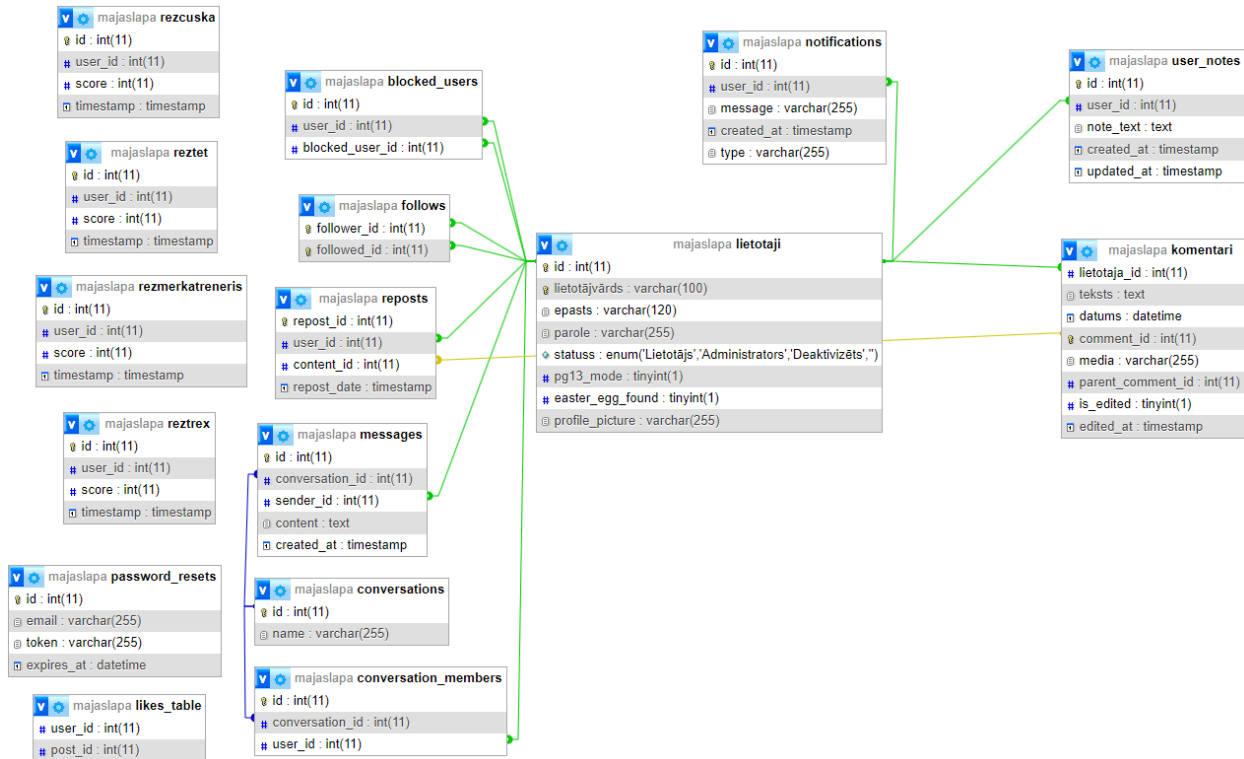 majaslapa rezcuska
id : int(11)
user_id : int(11)
score : int(11)
timestamp : timestamp
majaslapa reztet
id : int(11)
user_id : int(11)
score : int(11)
timestamp : timestamp
majaslapa rezmerkatreneris
id : int(11)
user_id : int(11)
score : int(11)
timestamp : timestamp
majaslapa reztrex
id : int(11)
user_id : int(11)
score : int(11)
timestamp : timestamp
majaslapa password_resets
id : int(11)
email : varchar(255)
token : varchar(255)
expires_at : datetime
majaslapa likes_table
user_id : int(11)
post_id : int(11)
majaslapa blocked_users
id : int(11)
user_id : int(11)
blocked_user_id : int(11)
majaslapa follows
follower_id : int(11)
followed_id : int(11)
majaslapa reposts
repost_id : int(11)
user_id : int(11)
content_id : int(11)
repost_date : timestamp
majaslapa messages
id : int(11)
conversation_id : int(11)
sender_id : int(11)
content : text
created_at : timestamp
majaslapa conversations
id : int(11)
name : varchar(255)
majaslapa conversation_members
id : int(11)
conversation_id : int(11)
user_id : int(11)
majaslapa lietotaji
id : int(11)
lietotājvārds : varchar(100)
epasts : varchar(120)
parole : varchar(255)
statuss : enum('Lietotājs','Administrators','Deaktivizēts','')
pg13_mode : tinyint(1)
easter_egg_found : tinyint(1)
profile_picture : varchar(255)
majaslapa notifications
id : int(11)
user_id : int(11)
message : varchar(255)
created_at : timestamp
type : varchar(255)
majaslapa user_notes
id : int(11)
user_id : int(11)
note_text : text
created_at : timestamp
updated_at : timestamp
majaslapa komentari
lietotaja_id : int(11)
teksts : text
datums : datetime
comment_id : int(11)
media : varchar(255)
parent_comment_id : int(11)
is_edited : tinyint(1)
edited_at : timestamp